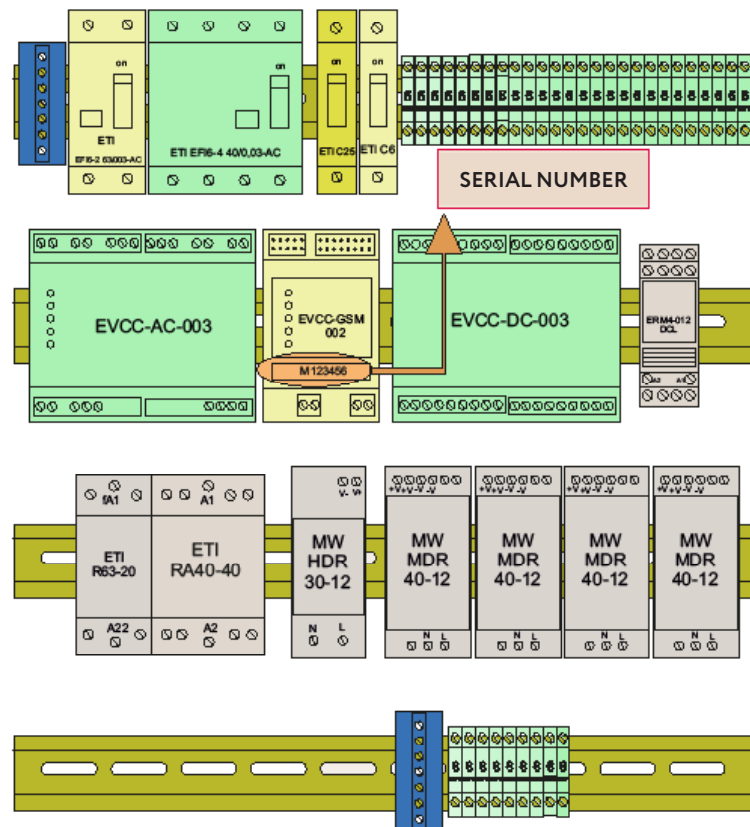 on
on
on
on
ETI
EFI6-2 63/003-AC
ETI EFI6-4 40/0,03-AC
ETI C25
ETI C6
SERIAL NUMBER
EVCC-AC-003
EVCC-GSM
002
M123456
EVCC-DC-003
ERM4-012
DCL
A2
A1
fA1
A1
V-
V+
+V+V-V-V
+V+V-V-V
+V+V-V-V
+V+V-V-V
ETI
R63-20
ETI
RA40-40
MW
HDR
30-12
MW
MDR
40-12
MW
MDR
40-12
MW
MDR
40-12
MW
MDR
40-12
A22
A2
N L
N L
N L
N L
N L